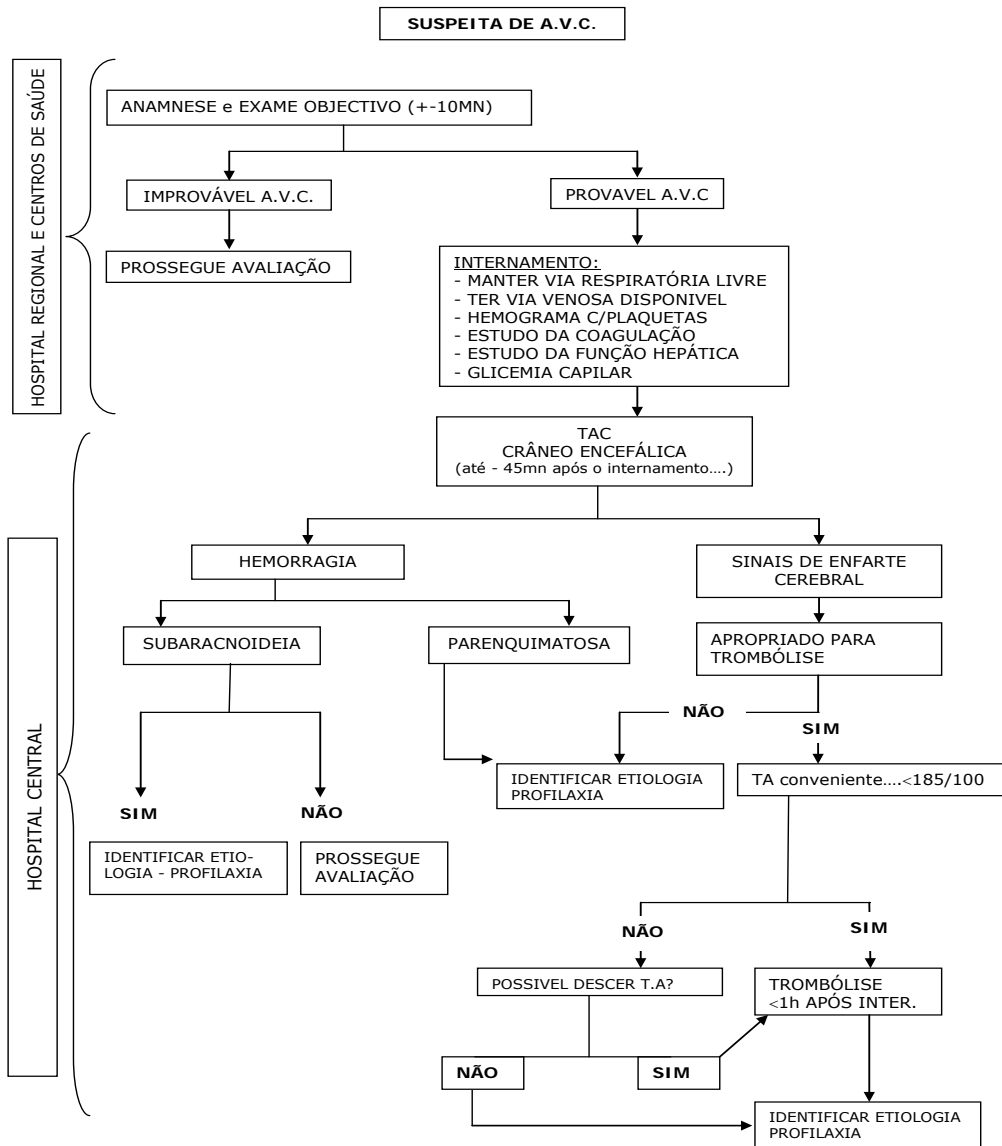 SUSPEITA DE A.V.C.
HOSPITAL REGIONAL E CENTROS DE SAÚDE
ANAMNESE e EXAME OBJECTIVO (+-10MN)
IMPROVÁVEL A.V.C.
PROVAVEL A.V.C
PROSSEGUE AVALIAÇÃO
INTERNAMENTO:
- MANTER VIA RESPIRATÓRIA LIVRE
- TER VIA VENOSA DISPONIVEL
- HEMOGRAMA C/PLAQUETAS
- ESTUDO DA COAGULAÇÃO
- ESTUDO DA FUNÇÃO HEPÁTICA
- GLICEMIA CAPILAR
TAC
CRÂNEO ENCEFÁLICA
(até - 45mn após o internamento....)
HOSPITAL CENTRAL
HEMORRAGIA
SINAIS DE ENFARTE
CEREBRAL
SUBARACNOIDEIA
PARENQUIMATOSA
APROPRIADO PARA
TROMBÓLISE
NÃO
SIM
IDENTIFICAR ETIOLOGIA
PROFILAXIA
TA conveniente....<185/100
SIM
NÃO
IDENTIFICAR ETIO-
LOGIA - PROFILAXIA
PROSSEGUE
AVALIAÇÃO
NÃO
SIM
POSSIVEL DESCER T.A?
TROMBÓLISE
<1h APÓS INTER.
NÃO
SIM
IDENTIFICAR ETIOLOGIA
PROFILAXIA